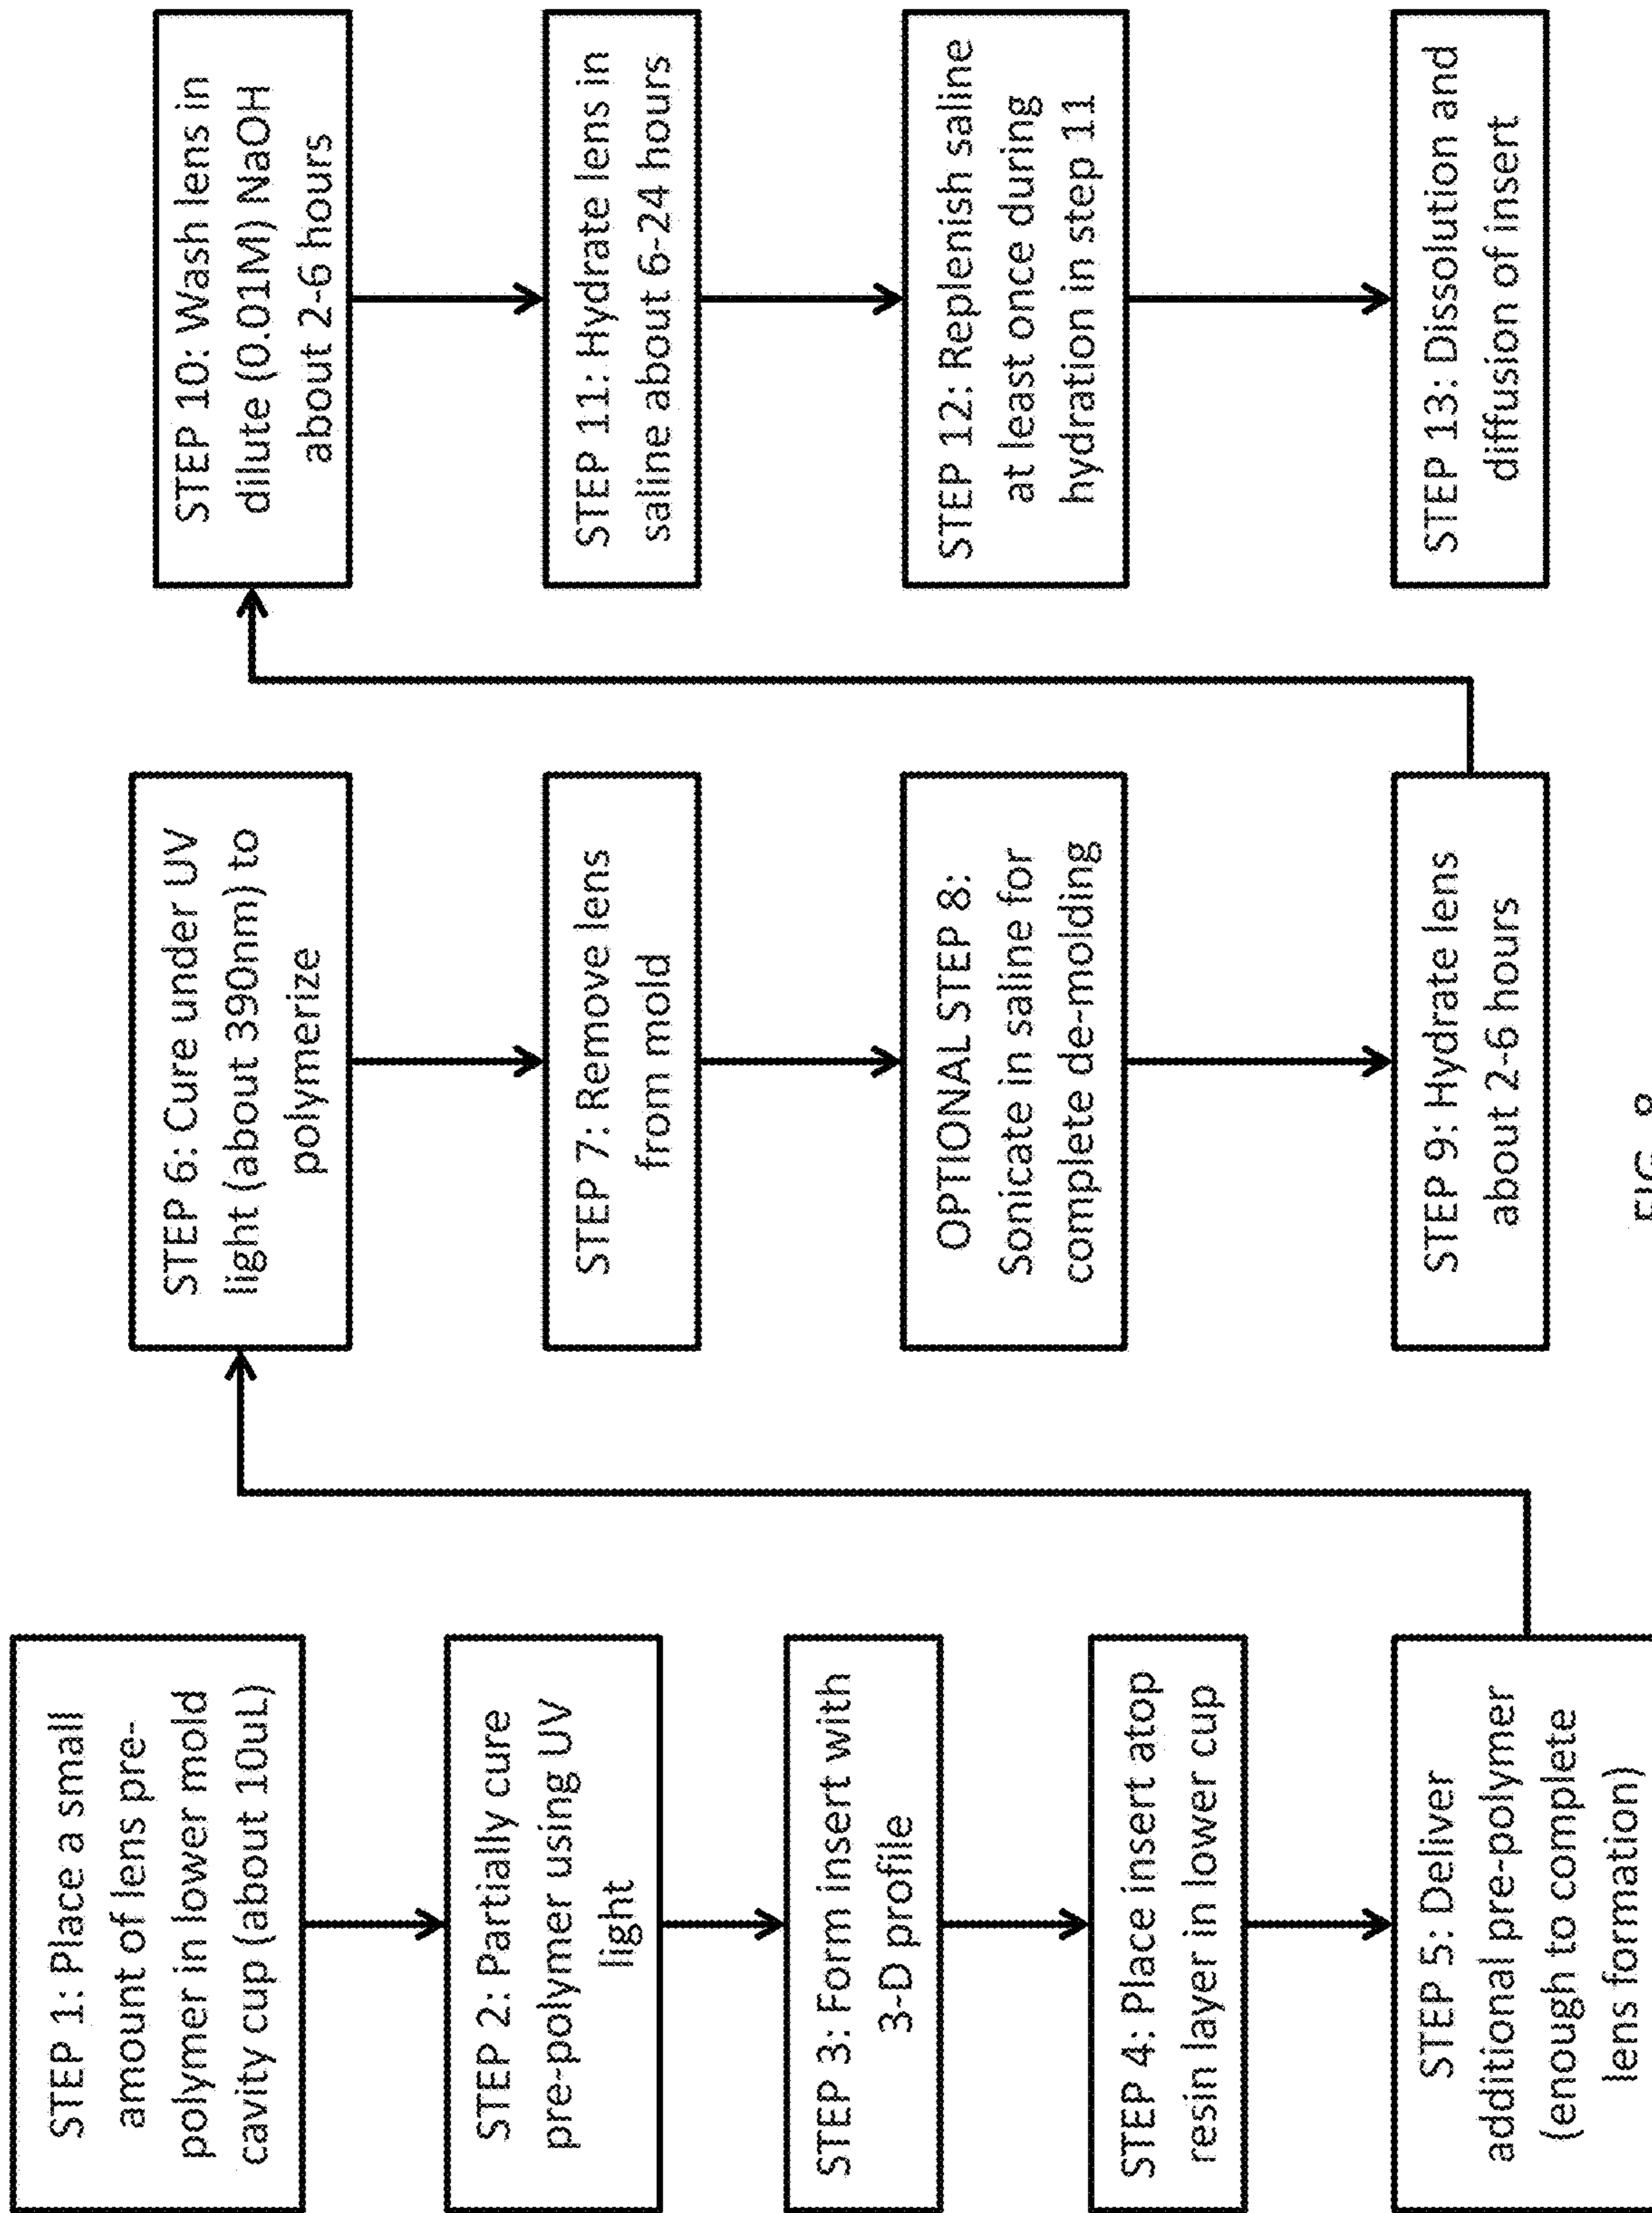 STEP 1: Place a small
amount of lens pre-
polymer in lower mold
cavity cup (about 10uL)
STEP 2: Partially cure
pre-polymer using UV
light
STEP 3: Form insert with
3-D profile
STEP 4: Place insert atop
resin layer in lower cup
STEP 5: Deliver
additional pre-polymer
(enough to complete
lens formation)
STEP 6: Cure under UV
light (about 390nm) to
polymerize
STEP 7: Remove lens
from mold
OPTIONAL STEP 8:
Sonicate in saline for
complete de-molding
STEP 9: Hydrate lens
about 2-6 hours
STEP 10: Wash lens in
dilute (0.01M) NaOH
about 2-6 hours
STEP 11: Hydrate lens in
saline about 6-24 hours
STEP 12: Replenish saline
at least once during
hydration in step 11
STEP 13: Dissolution and
diffusion of insert
FIG. 8